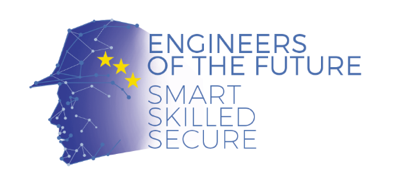 ENGINEERS
OF THE FUTURE
SMART
SKILLED
SECURE